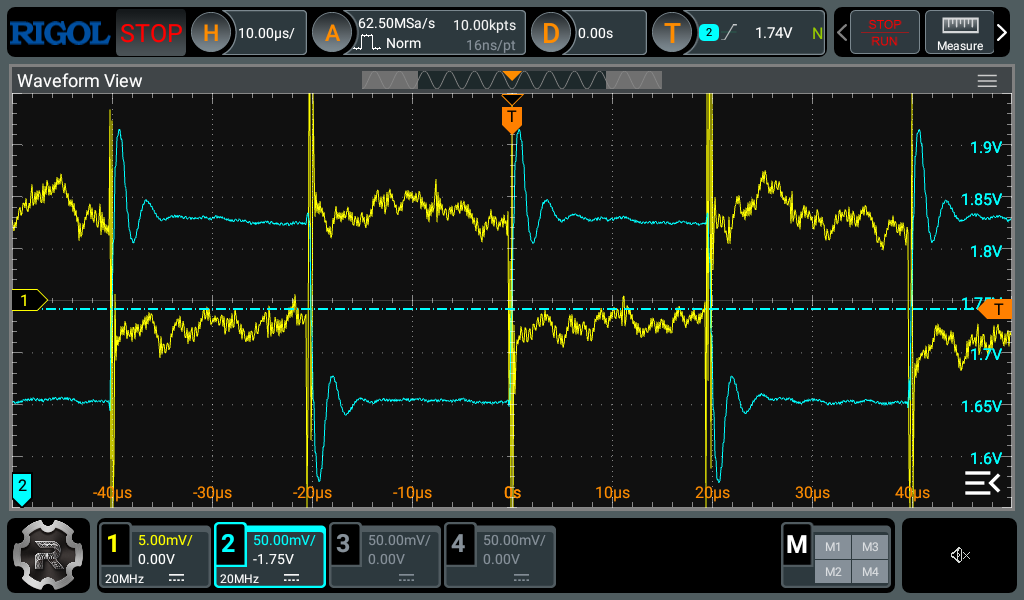 RIGOL STOP H 10.00μs/ A 62.50MSa/s 10.00kpts D 0.00s T 2 1.74V N STOP
Norm 16ns/pt RUN Measure
Waveform View
T
1.9V
1.85V
1.8V
1 1.75V T
1.7V
1.65V
1.6V
2 -40μs -30μs -20μs -10μs 0s 10μs 20μs 30μs 40μs
1 5.00mV/ 2 50.00mV/ 3 50.00mV/ 4 50.00mV/ M M1 M3
0.00V -1.75V 0.00V 0.00V M2 M4
20MHz 20MHz
R